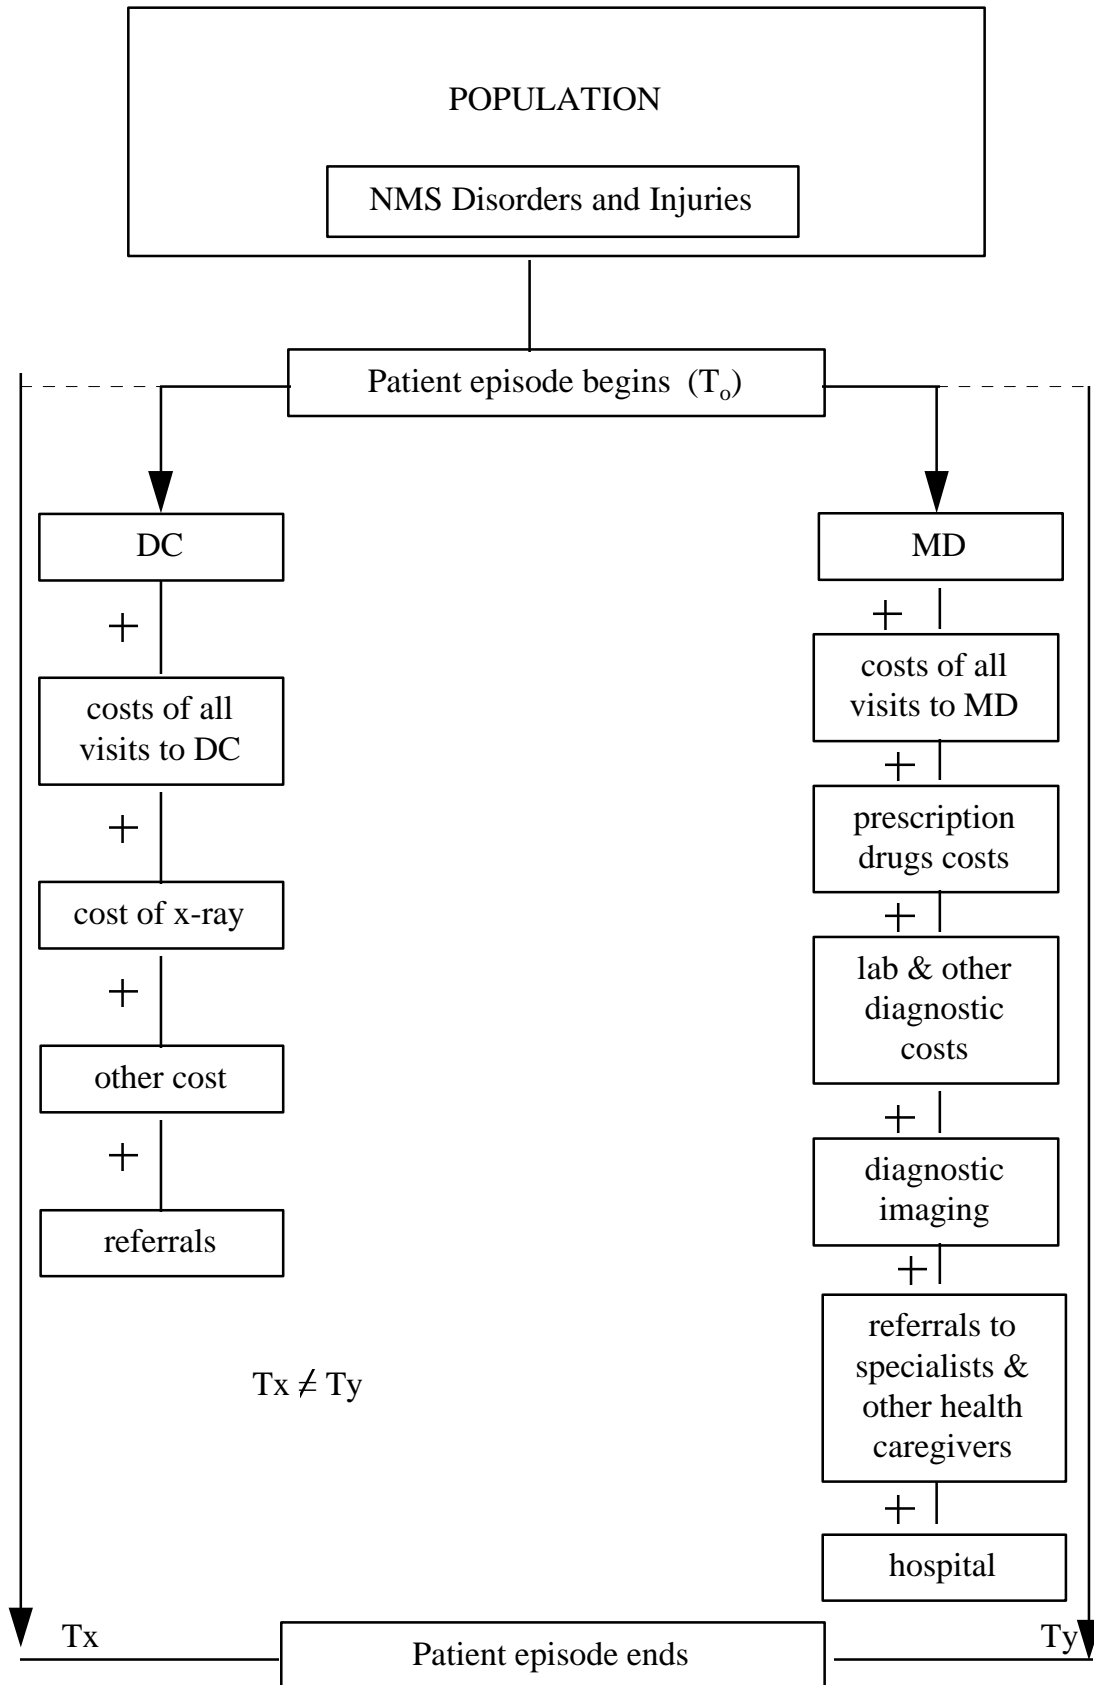 POPULATION
NMS Disorders and Injuries
Patient episode begins (To)
DC
+
costs of all
visits to DC
+
cost of x-ray
+
other cost
+
referrals
Tx ≠ Ty
MD
+
costs of all
visits to MD
+
prescription
drugs costs
+
lab & other
diagnostic
costs
+
diagnostic
imaging
+
referrals to
specialists &
other health
caregivers
+
hospital
Tx
Patient episode ends
Ty